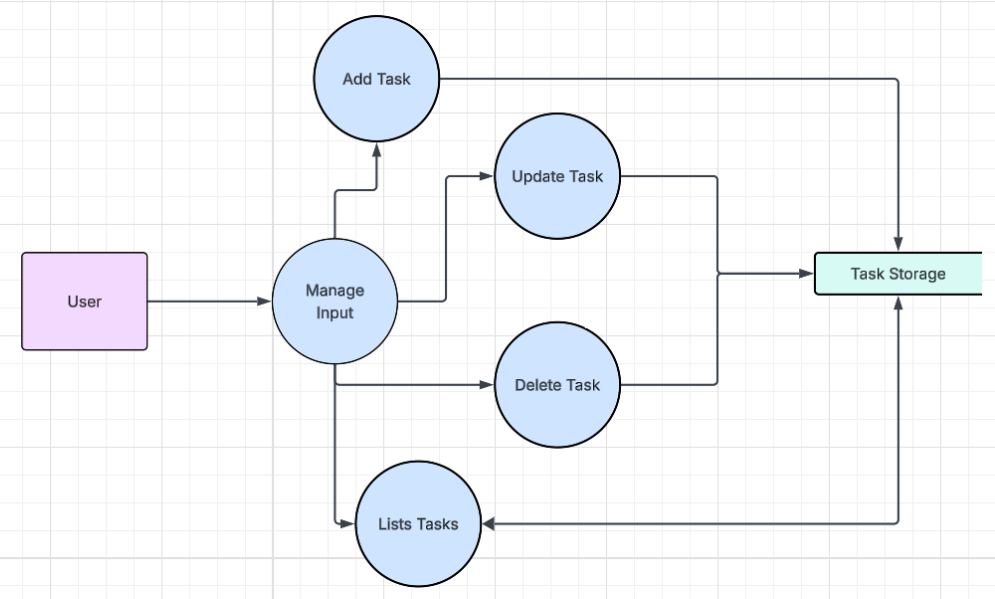 Add Task
Update Task
Task Storage
User
Manage
Input
Delete Task
Lists Tasks